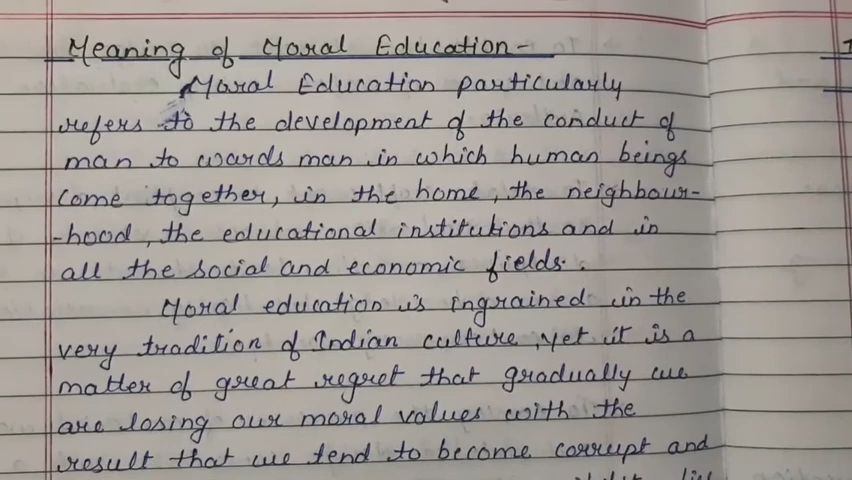 Meaning of Moral Education -
Moral Education particularly
refers to the development of the conduct of
man to wards man in which human beings
come together, in the home, the neighbour-
-hood, the educational institutions and in
all the social and economic fields.
Moral education is ingrained in the
very tradition of Indian culture, yet it is a
matter of great regret that gradually we
are losing our moral values with the
result that we tend to become corrupt and